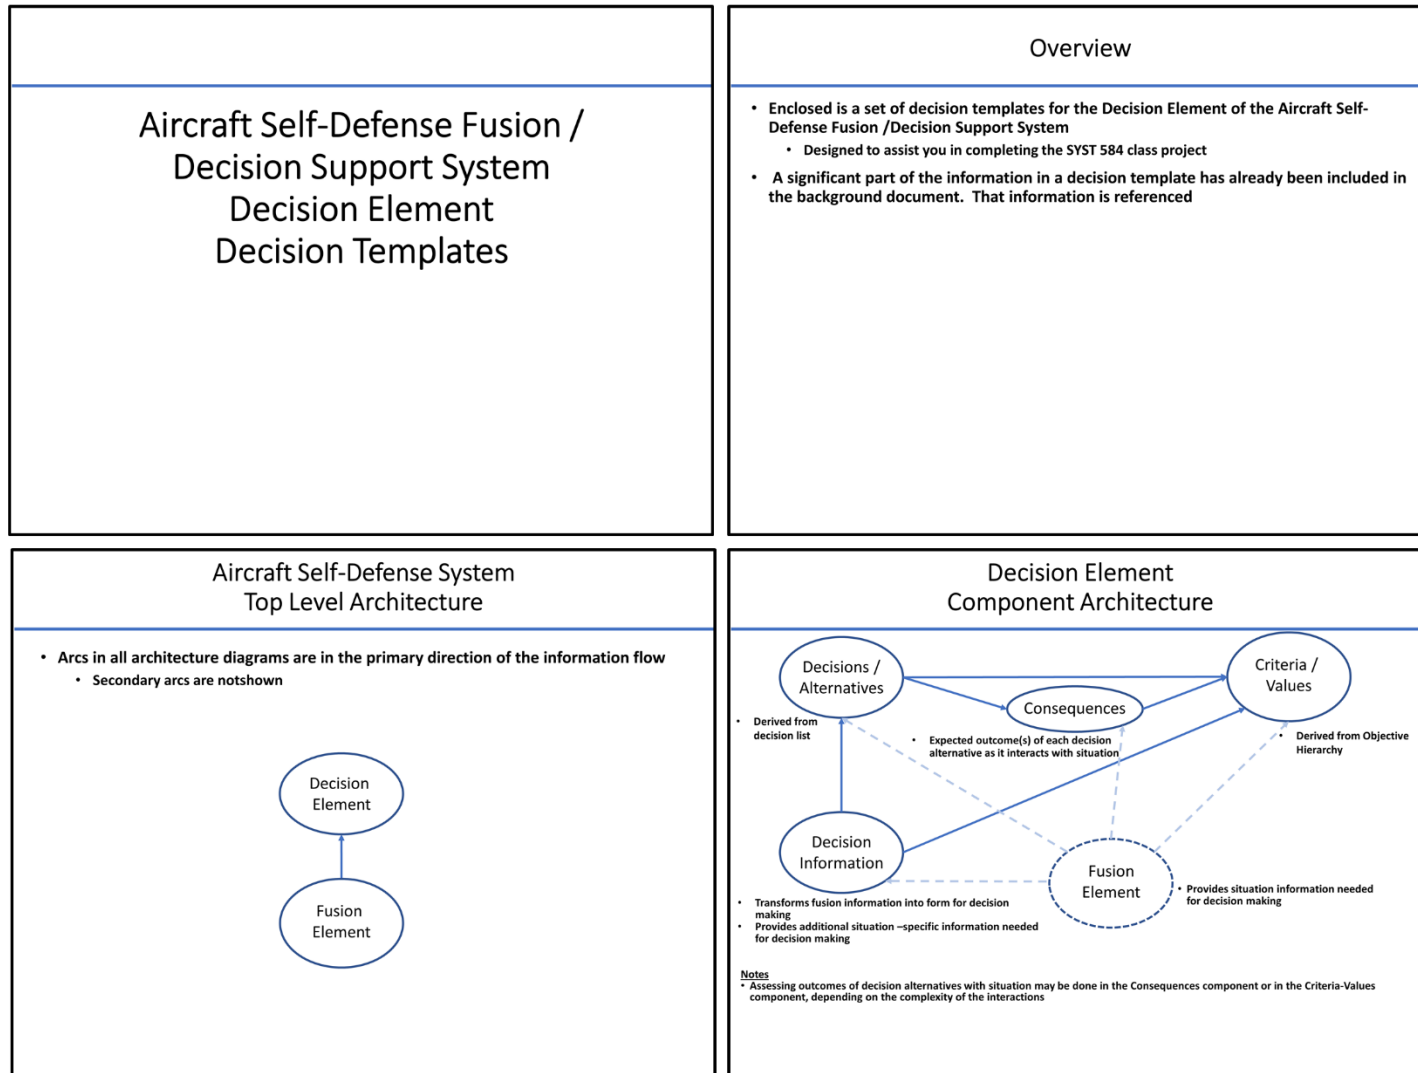 Aircraft Self-Defense Fusion /
Decision Support System
Decision Element
Decision Templates
Overview
• Enclosed is a set of decision templates for the Decision Element of the Aircraft Self-
Defense Fusion /Decision Support System
• Designed to assist you in completing the SYST 584 class project
• A significant part of the information in a decision template has already been included in
the background document. That information is referenced
Aircraft Self-Defense System
Top Level Architecture
• Arcs in all architecture diagrams are in the primary direction of the information flow
• Secondary arcs are notshown
Decision
Element
Fusion
Element
Decision Element
Component Architecture
Decisions /
Alternatives
• Derived from
decision list
Consequences
• Expected outcome(s) of each decision
alternative as it interacts with situation
Criteria /
Values
• Derived from Objective
Hierarchy
Decision
Information
• Transforms fusion information into form for decision
making
• Provides additional situation –specific information needed
for decision making
Fusion
Element
• Provides situation information needed
for decision making
Notes
• Assessing outcomes of decision alternatives with situation may be done in the Consequences component or in the Criteria-Values
component, depending on the complexity of the interactions